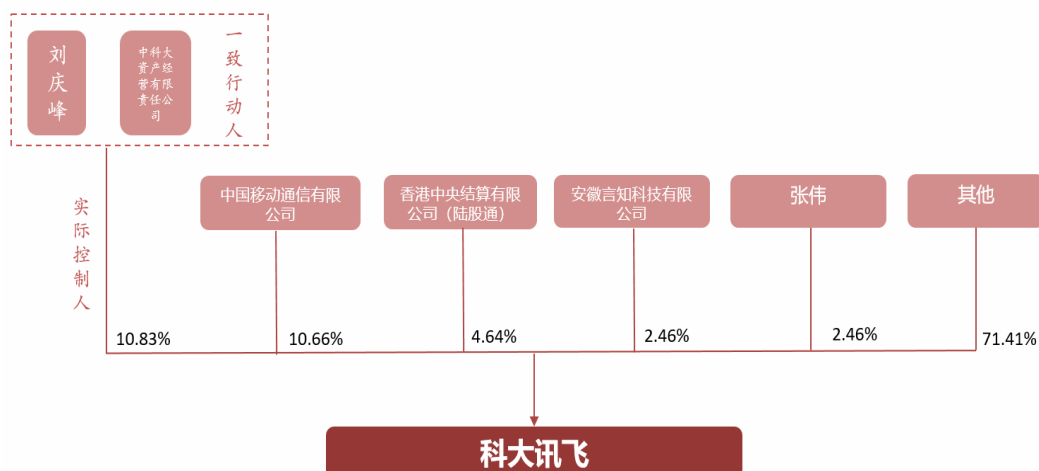 刘庆峰
中科大
资产经
营有限
责任公
司
一致行动人
实际控制人
中国移动通信有限
公司
香港中央结算有限
公司（陆股通）
安徽言知科技有限
公司
张伟
其他
10.83%
10.66%
4.64%
2.46%
2.46%
71.41%
科大讯飞